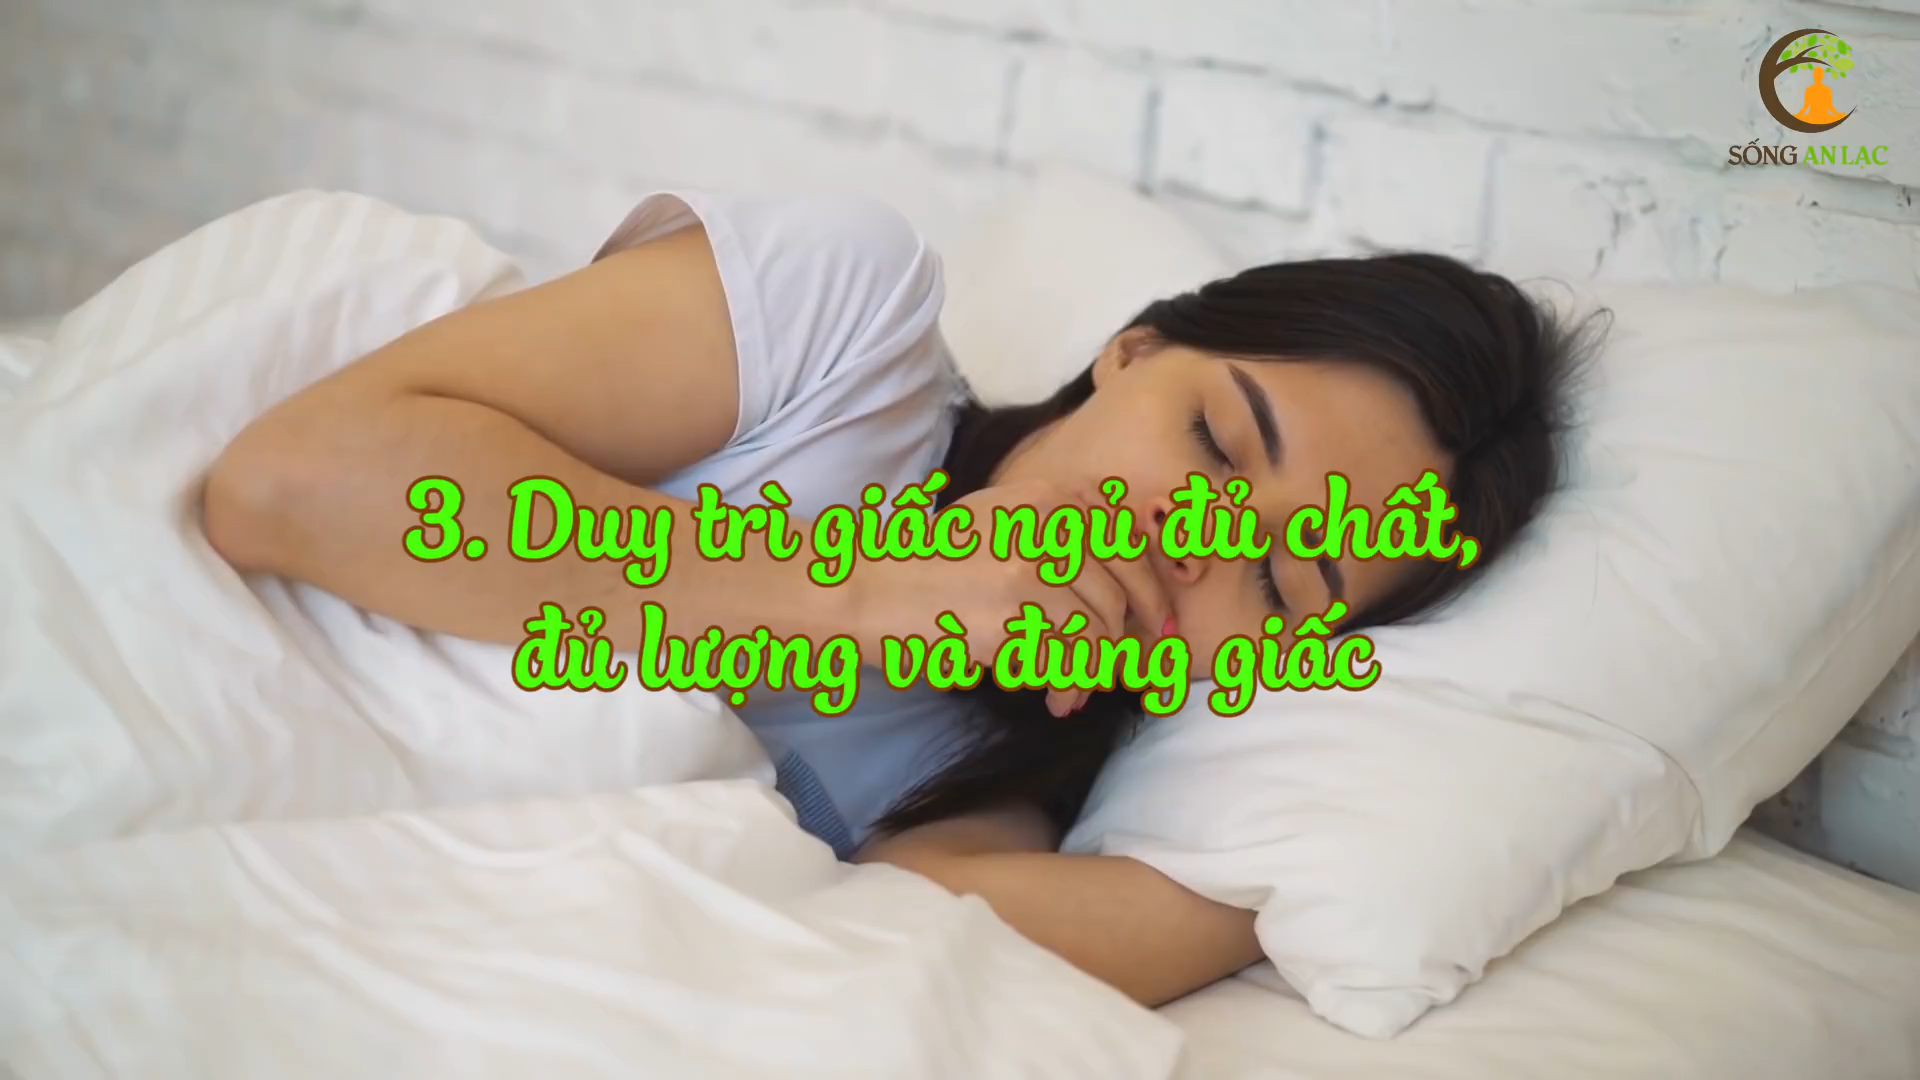 SỐNG AN LẠC
3. Duy trì giấc ngủ đủ chất,
đủ lượng và đúng giấc